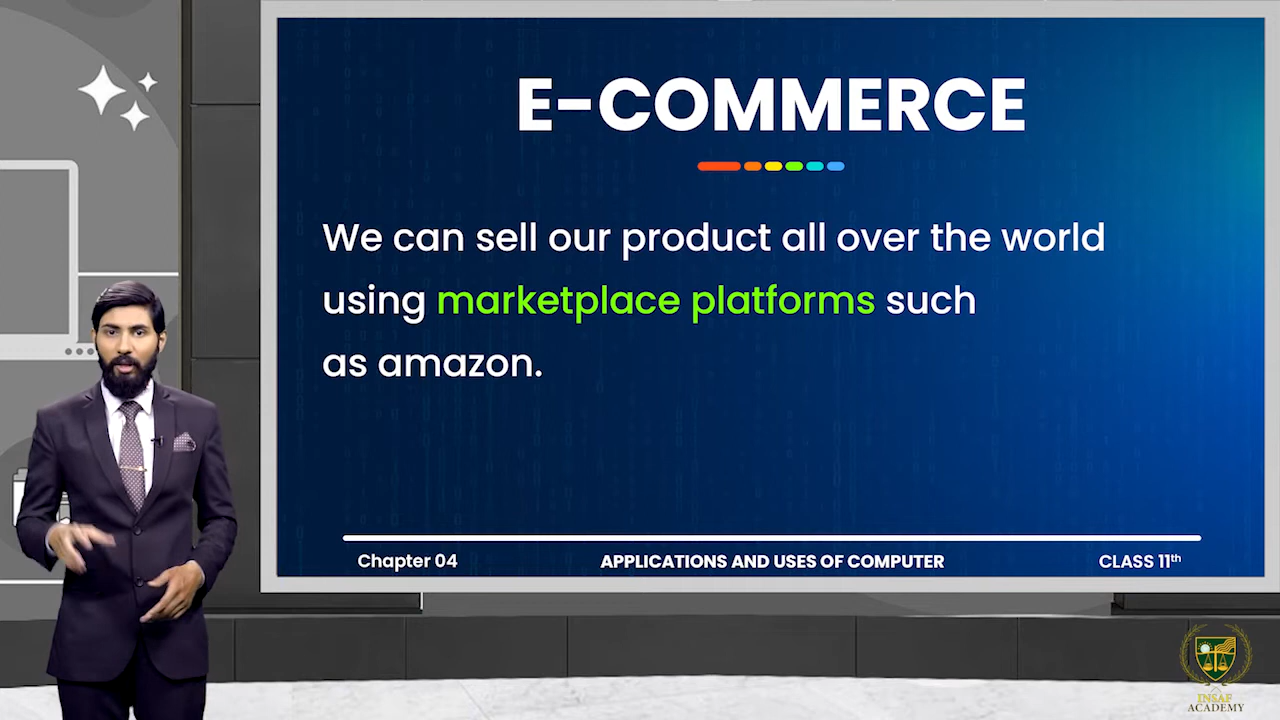 E-COMMERCE
We can sell our product all over the world
using marketplace platforms such
as amazon.
Chapter 04
APPLICATIONS AND USES OF COMPUTER
CLASS 11th
INSAF
ACADEMY